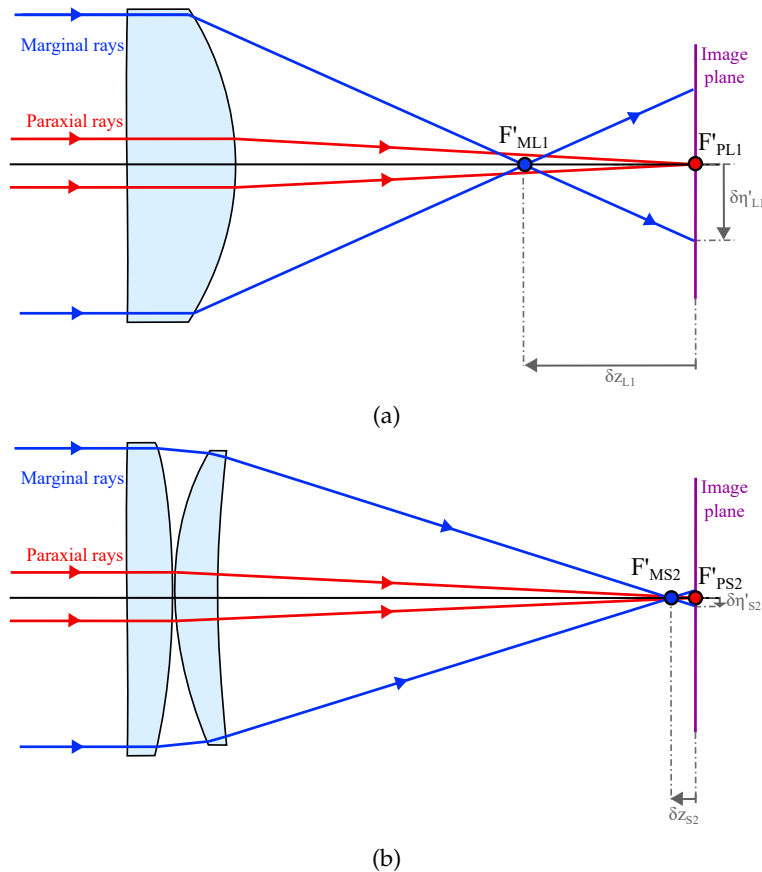 Marginal rays
Image
plane
Paraxial rays
F'ML1
F'PL1
δη'L1
δzL1
(a)
Marginal rays
Image
plane
Paraxial rays
F'MS2
F'PS2
δη'S2
δzS2
(b)